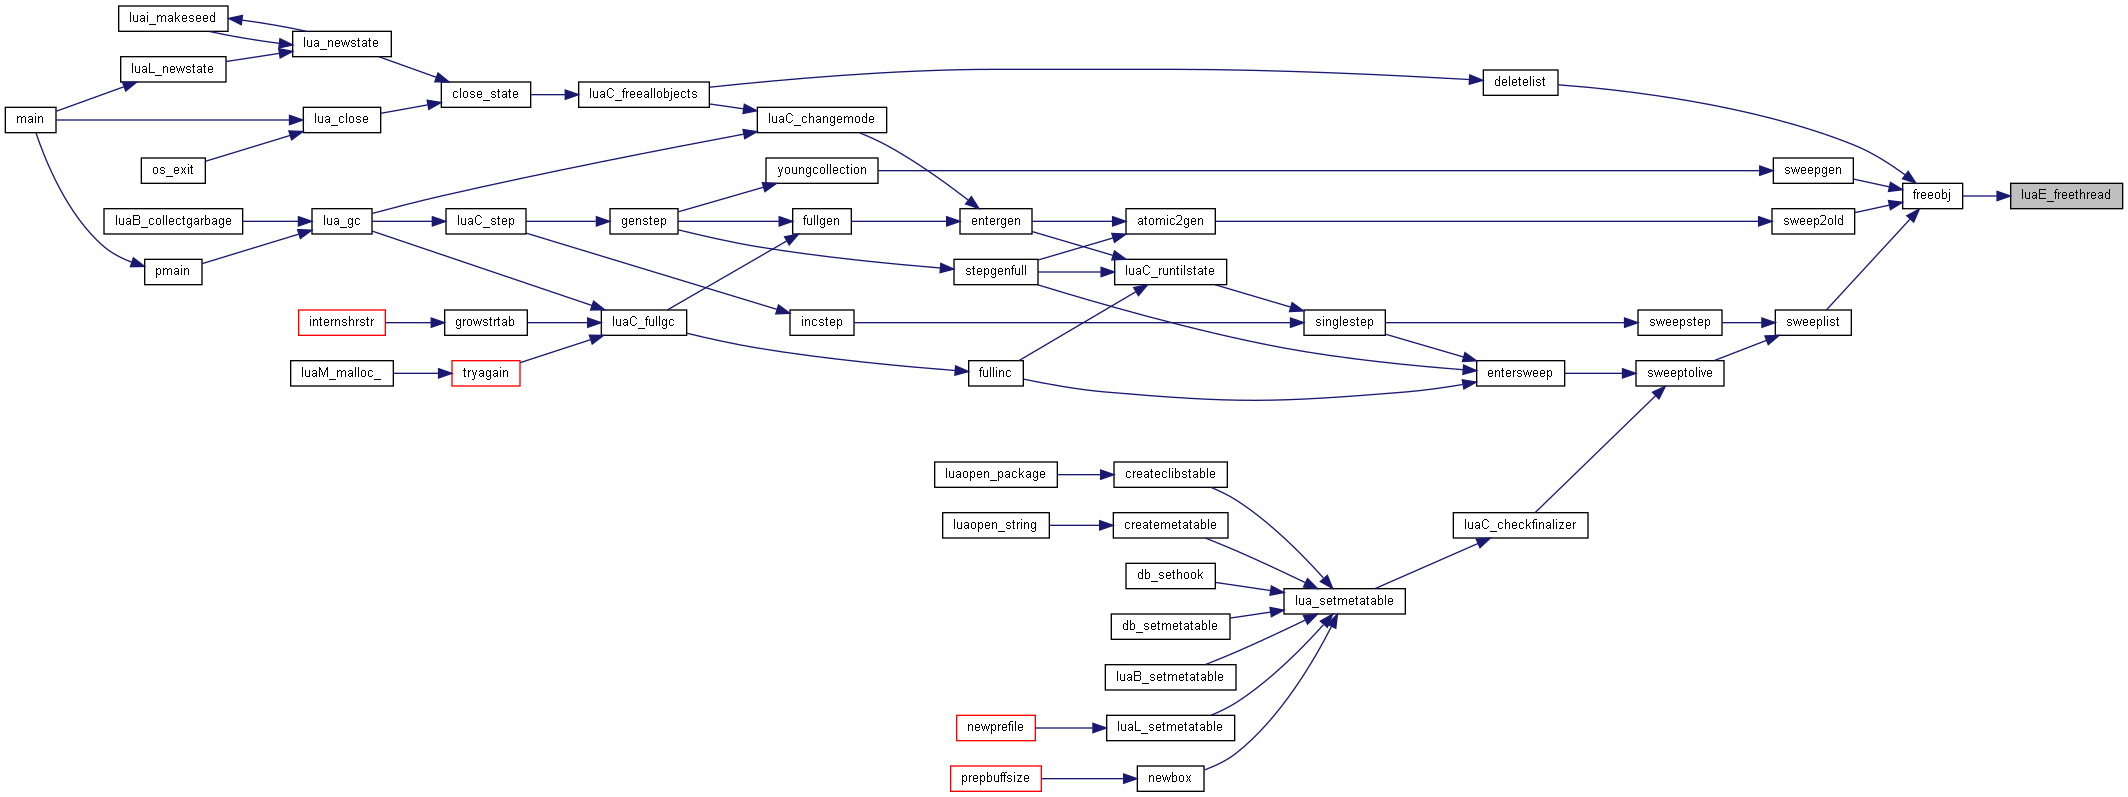 luai_makeseed
lua_newstate
luaL_newstate
deletelist
close_state
luaC_freeallobjects
main
lua_close
luaC_changemode
os_exit
youngcollection
sweepgen
freeobj
luaE_freethread
luaB_collectgarbage
lua_gc
luaC_step
genstep
fullgen
entergen
atomic2gen
sweep2old
pmain
stepgenfull
luaC_runtilstate
internshrstr
growstrtab
luaC_fullgc
incstep
singlestep
sweepstep
sweeplist
luaM_malloc_
tryagain
fullinc
entersweep
sweeptolive
luaopen_package
createclibstable
luaopen_string
createmetatable
luaC_checkfinalizer
db_sethook
lua_setmetatable
db_setmetatable
luaB_setmetatable
newprefile
luaL_setmetatable
prepbuffsize
newbox